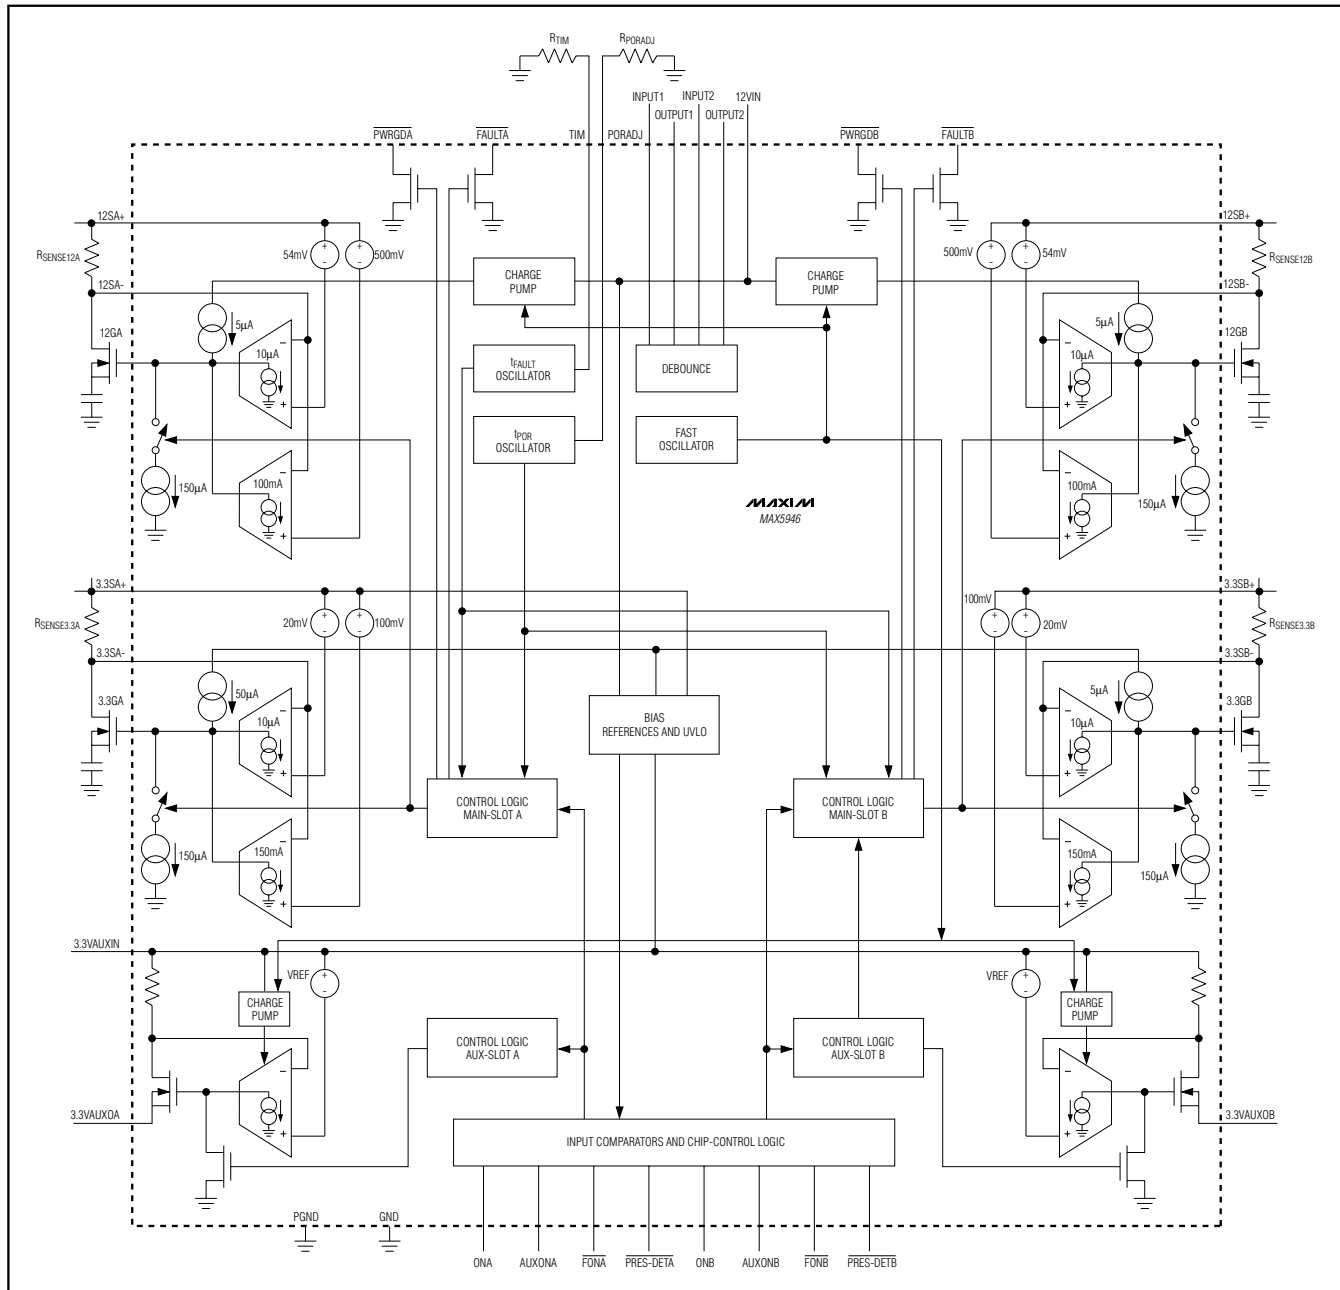 RTIM
RPORADJ
INPUT1
INPUT2
12VIN
OUTPUT1
OUTPUT2
PWRGDA
FAULTA
TIM
PORADJ
PWRGDB
FAULTB
12SA+
RSENSE12A
12SA-
54mV
500mV
+
-
+
-
CHARGE
PUMP
CHARGE
PUMP
500mV
54mV
+
-
+
-
12SB+
RSENSE12B
12SB-
12GA
5µA
10µA
-
+
tFAULT
OSCILLATOR
DEBOUNCE
5µA
10µA
-
+
12GB
tPOR
OSCILLATOR
FAST
OSCILLATOR
150µA
100mA
-
+
MAXIM
MAX5946
100mA
-
+
150µA
3.3SA+
RSENSE3.3A
3.3SA-
20mV
100mV
+
-
+
-
100mV
20mV
+
-
+
-
3.3SB+
RSENSE3.3B
3.3SB-
3.3GA
50µA
10µA
-
+
BIAS
REFERENCES AND UVLO
5µA
10µA
-
+
3.3GB
CONTROL LOGIC
MAIN-SLOT A
CONTROL LOGIC
MAIN-SLOT B
150µA
150mA
-
+
150mA
-
+
150µA
3.3VAUXIN
VREF
+
-
VREF
+
-
CHARGE
PUMP
CHARGE
PUMP
CONTROL LOGIC
AUX-SLOT A
CONTROL LOGIC
AUX-SLOT B
-
+
-
+
3.3VAUXOA
3.3VAUXOB
INPUT COMPARATORS AND CHIP-CONTROL LOGIC
PGND
GND
ONA
AUXONA
FONA
PRES-DETA
ONB
AUXONB
FONB
PRES-DETB